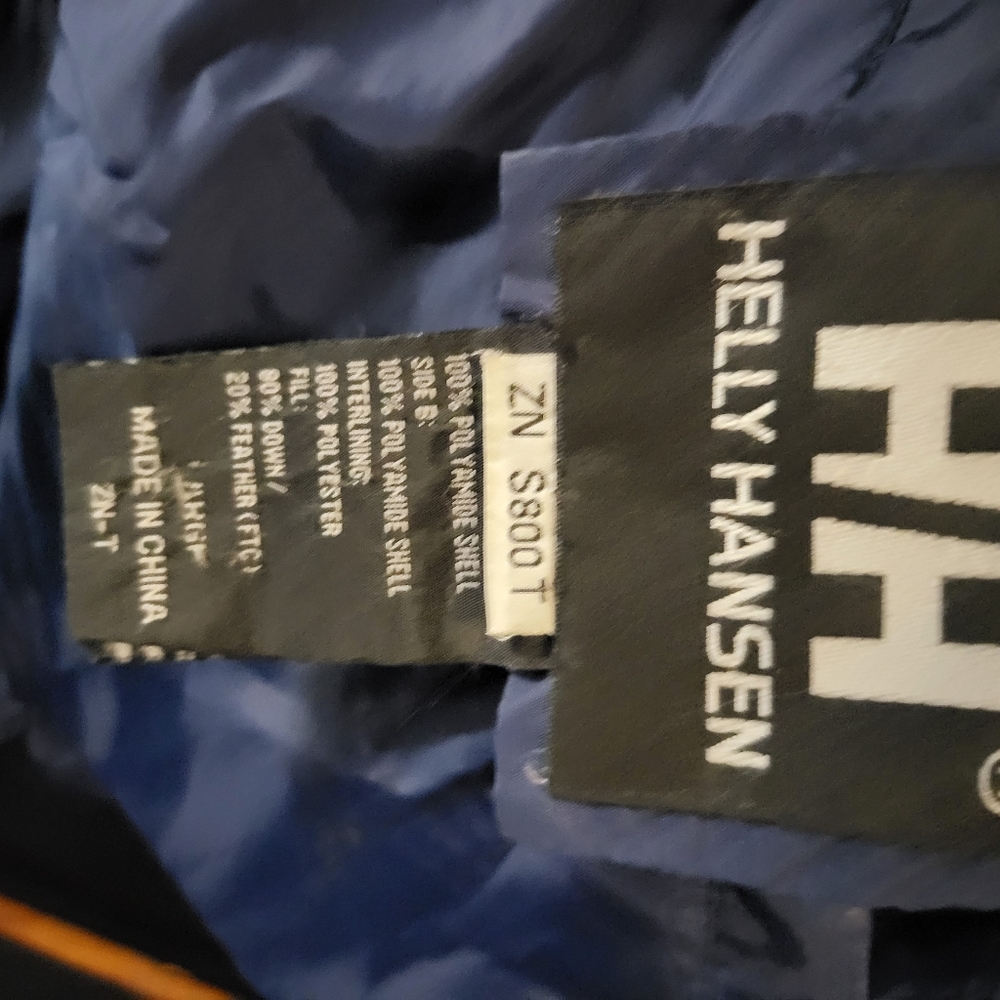 HH
®
HELLY HANSEN
ZN S800 T
100% POLYAMIDE SHELL
SIDE B:
100% POLYAMIDE SHELL
INTERLINING:
100% POLYESTER
FILL:
80% DOWN/
20% FEATHER (FTC)
MADE IN CHINA
ZN-T